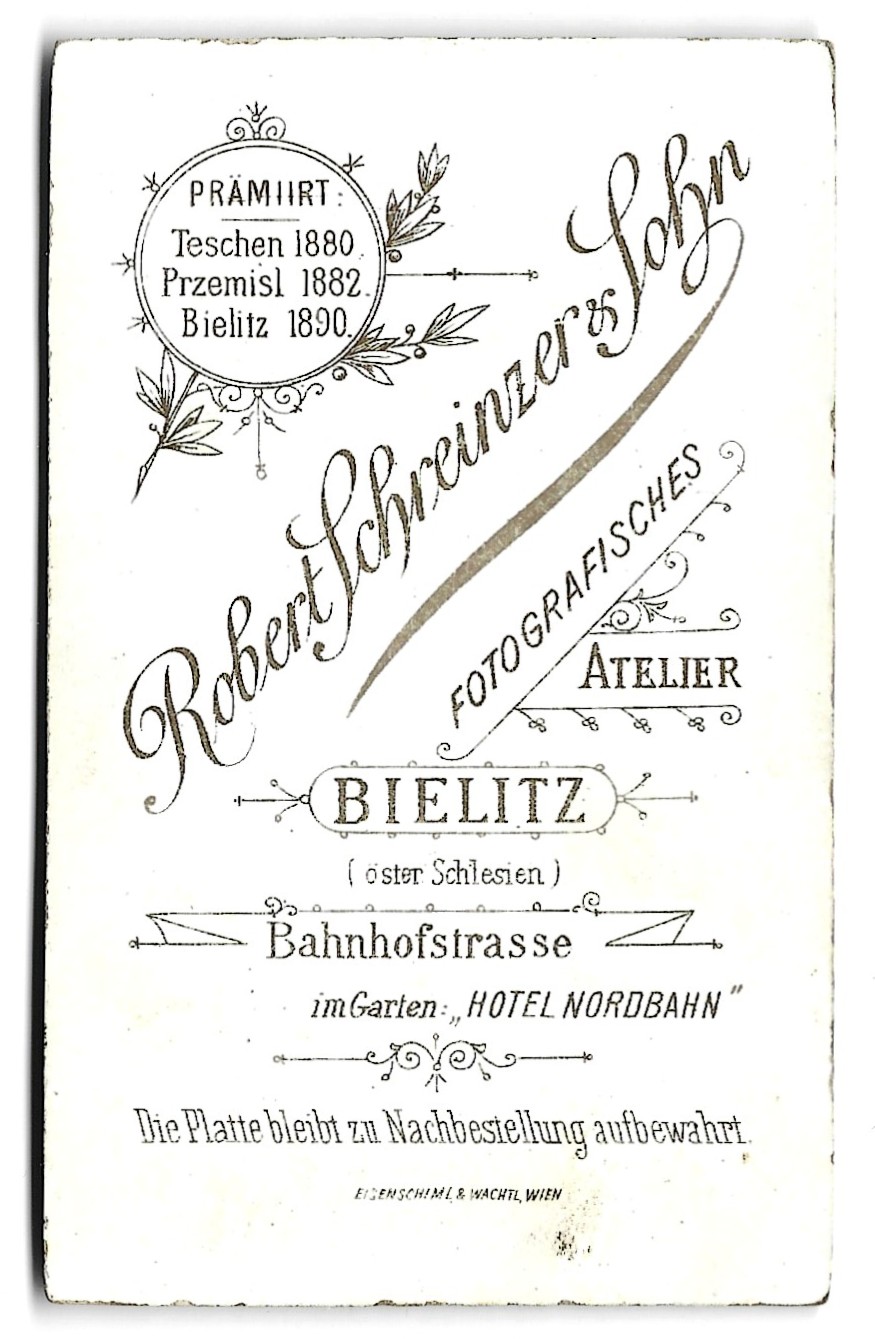 PRÄMIIRT:
Teschen 1880.
Przemisl 1882.
Bielitz 1890.
Robert Schreinzer & Sohn
FOTOGRAFISCHES
ATELIER
BIELITZ
(öster Schlesien)
Bahnhofstrasse
im Garten: „HOTEL NORDBAHN"
Die Platte bleibt zu Nachbestellung aufbewahrt.
EISENSCHIML & WACHTL, WIEN